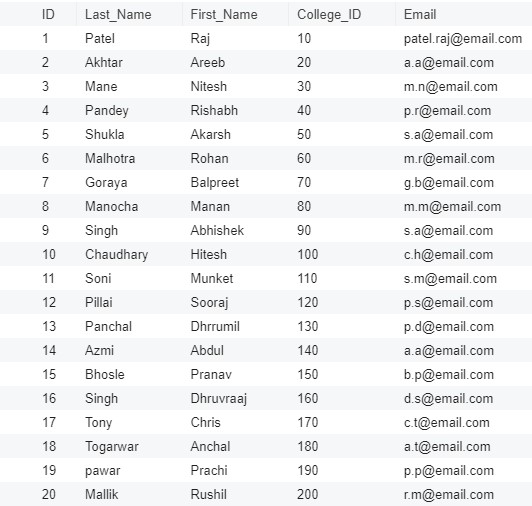 ID Last_Name First_Name College_ID Email
1 Patel Raj 10 patel.raj@email.com
2 Akhtar Areeb 20 a.a@email.com
3 Mane Nitesh 30 m.n@email.com
4 Pandey Rishabh 40 p.r@email.com
5 Shukla Akarsh 50 s.a@email.com
6 Malhotra Rohan 60 m.r@email.com
7 Goraya Balpreet 70 g.b@email.com
8 Manocha Manan 80 m.m@email.com
9 Singh Abhishek 90 s.a@email.com
10 Chaudhary Hitesh 100 c.h@email.com
11 Soni Munket 110 s.m@email.com
12 Pillai Sooraj 120 p.s@email.com
13 Panchal Dhrrumil 130 p.d@email.com
14 Azmi Abdul 140 a.a@email.com
15 Bhosle Pranav 150 b.p@email.com
16 Singh Dhruvraaj 160 d.s@email.com
17 Tony Chris 170 c.t@email.com
18 Togarwar Anchal 180 a.t@email.com
19 pawar Prachi 190 p.p@email.com
20 Mallik Rushil 200 r.m@email.com